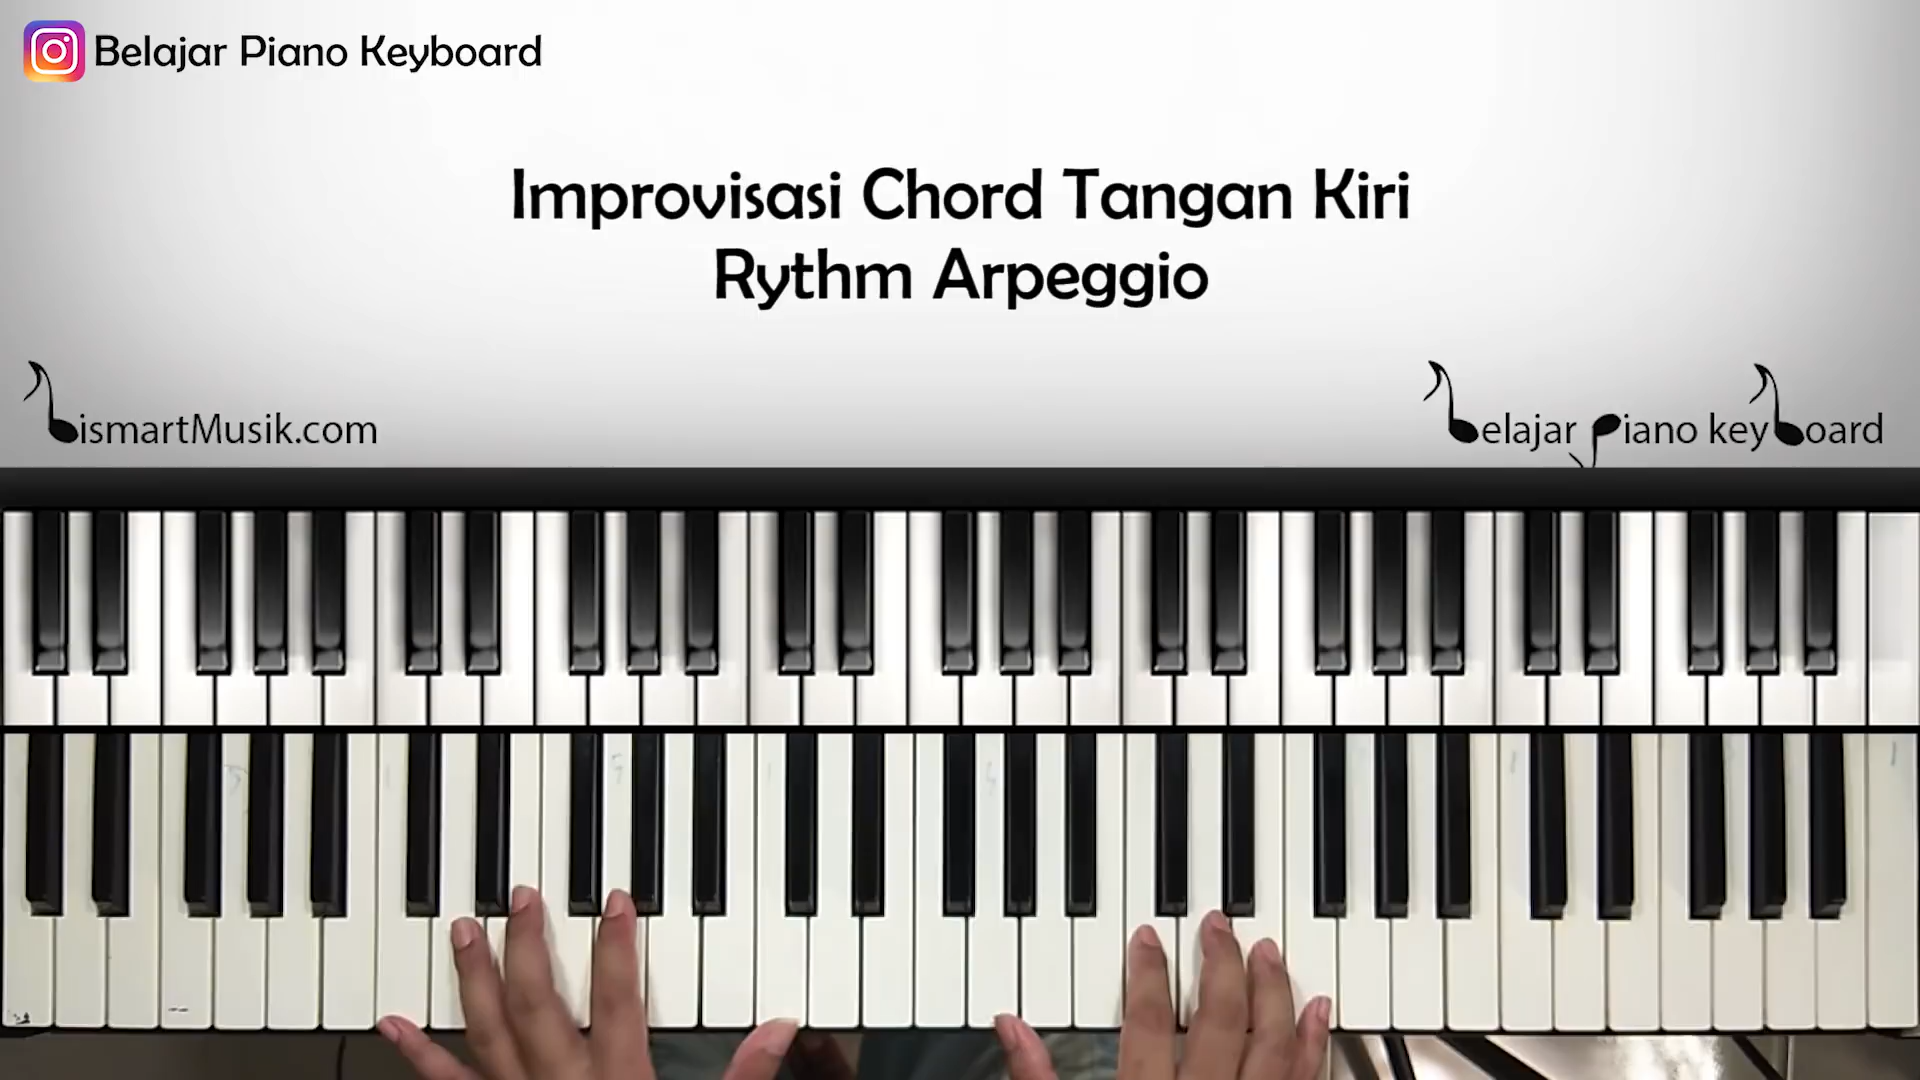 Belajar Piano Keyboard
Improvisasi Chord Tangan Kiri
Rythm Arpeggio
bismartMusik.com
belajar piano keyboard